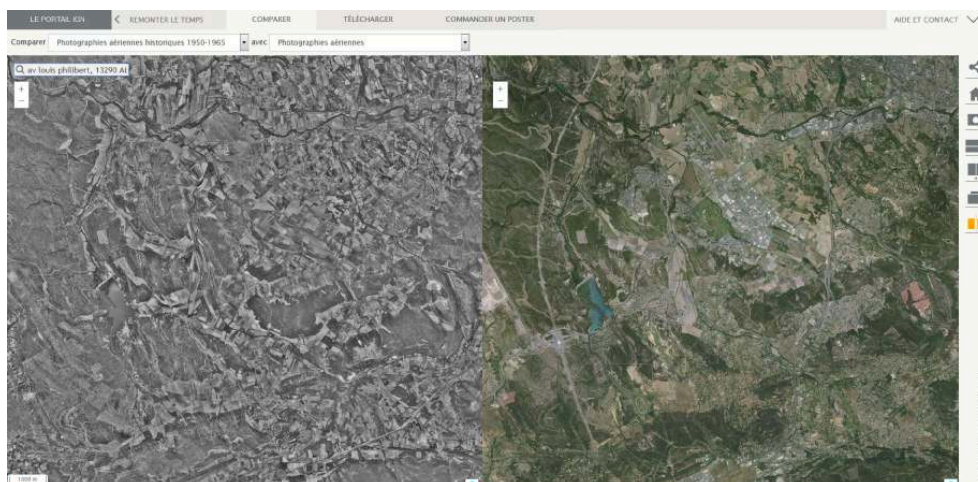 LE PORTAIL IGN REMONTER LE TEMPS COMPARER TÉLÉCHARGER COMMANDER UN POSTER AIDE ET CONTACT
Comparer Photographies aériennes historiques 1950-1965 avec Photographies aériennes
av louis philibert, 13290 AI
+ +
− −
1000 m